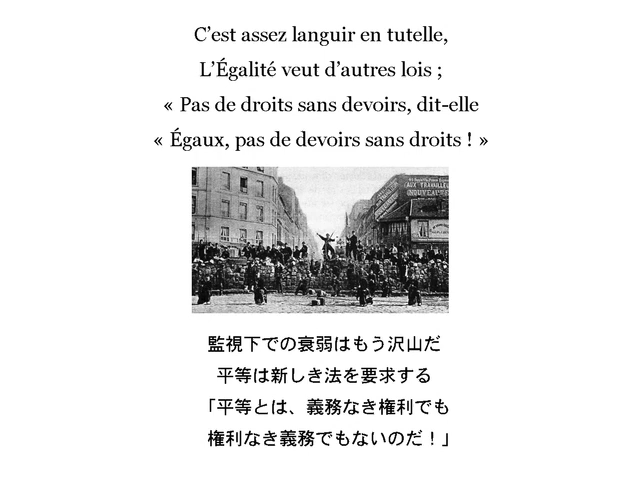 C’est assez languir en tutelle,
L’Égalité veut d’autres lois ;
« Pas de droits sans devoirs, dit-elle
« Égaux, pas de devoirs sans droits ! »
AUX TRAVAILLEUR
NOUVEAUTÉS
監視下での衰弱はもう沢山だ
平等は新しき法を要求する
「平等とは、義務なき権利でも
権利なき義務でもないのだ！」